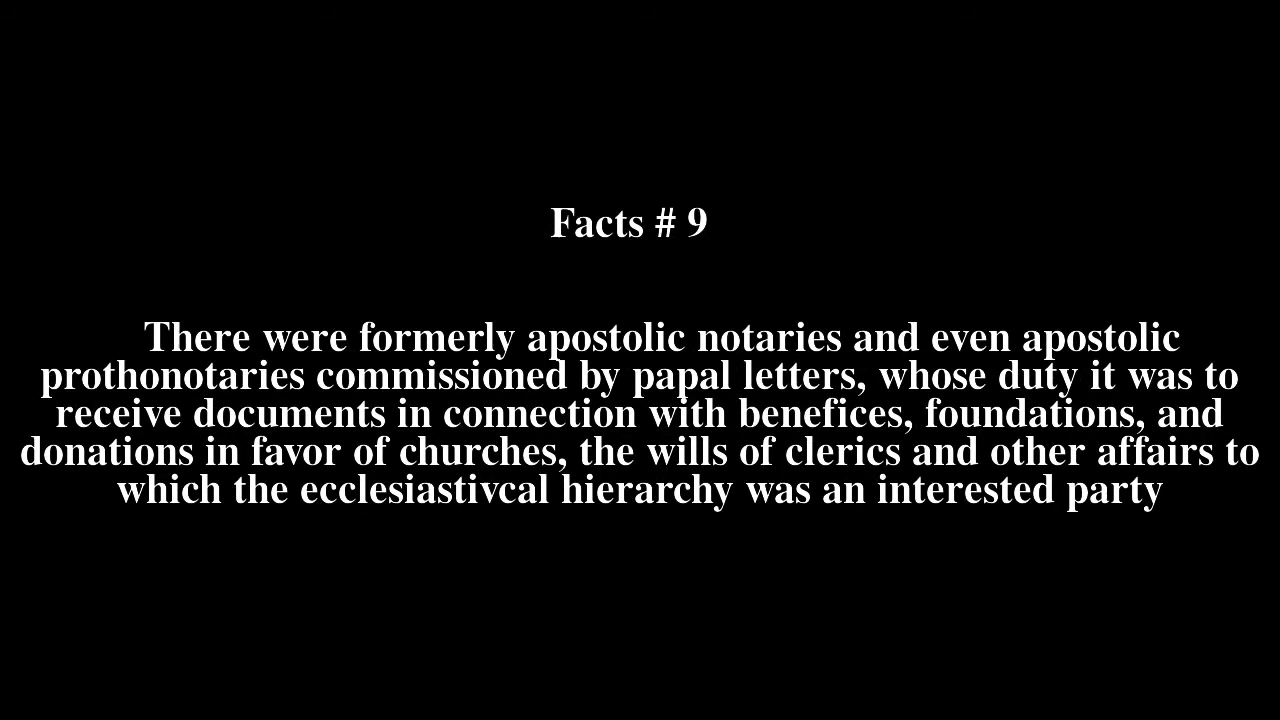 Facts # 9
There were formerly apostolic notaries and even apostolic
prothonotaries commissioned by papal letters, whose duty it was to
receive documents in connection with benefices, foundations, and
donations in favor of churches, the wills of clerics and other affairs to
which the ecclesiastivcal hierarchy was an interested party